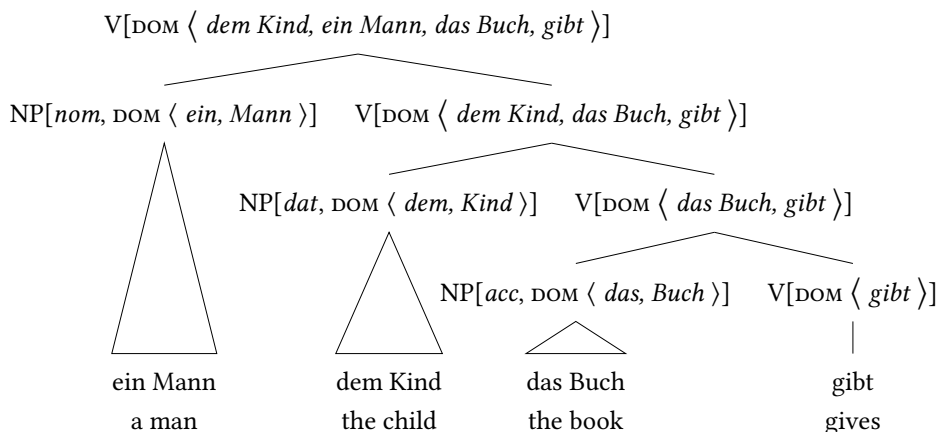 V[DOM ⟨ dem Kind, ein Mann, das Buch, gibt ⟩]
NP[nom, DOM ⟨ ein, Mann ⟩] V[DOM ⟨ dem Kind, das Buch, gibt ⟩]
NP[dat, DOM ⟨ dem, Kind ⟩] V[DOM ⟨ das Buch, gibt ⟩]
NP[acc, DOM ⟨ das, Buch ⟩] V[DOM ⟨ gibt ⟩]
ein Mann dem Kind das Buch gibt
a man the child the book gives